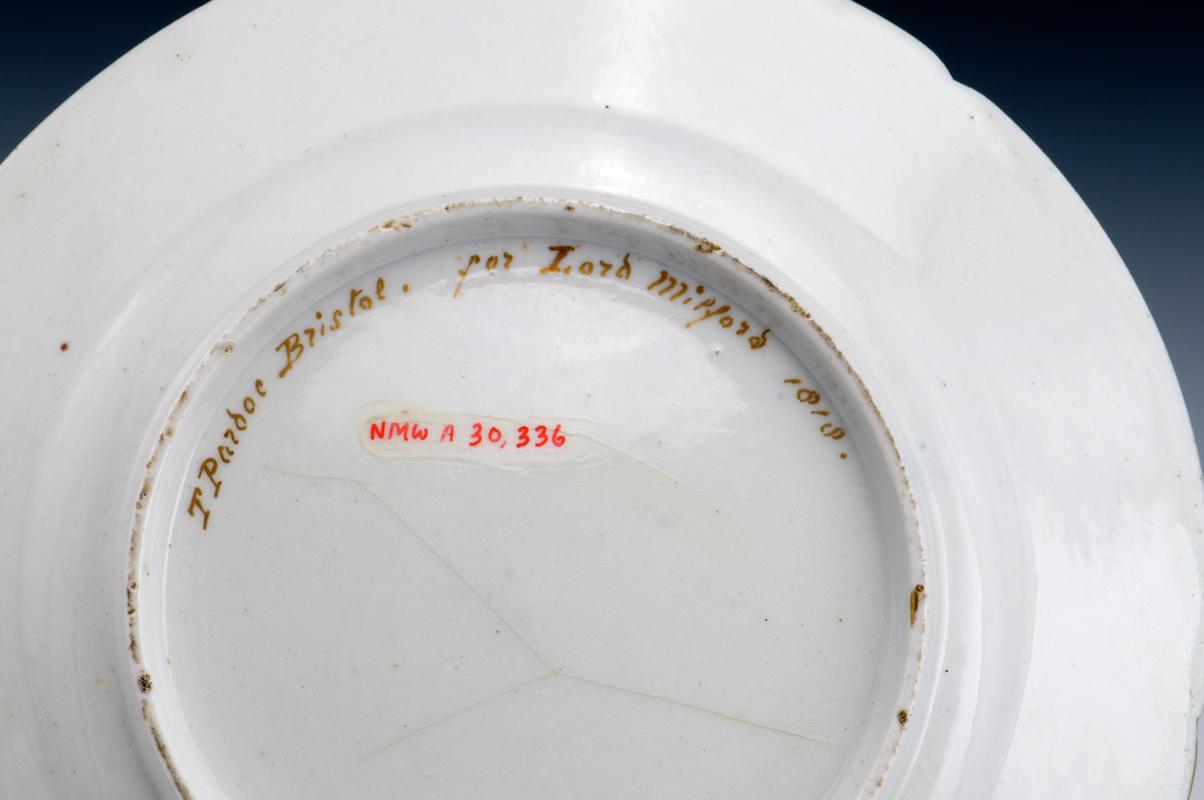 T Pardoe Bristol. for Lord Milford 1818.
NMW A 30,336